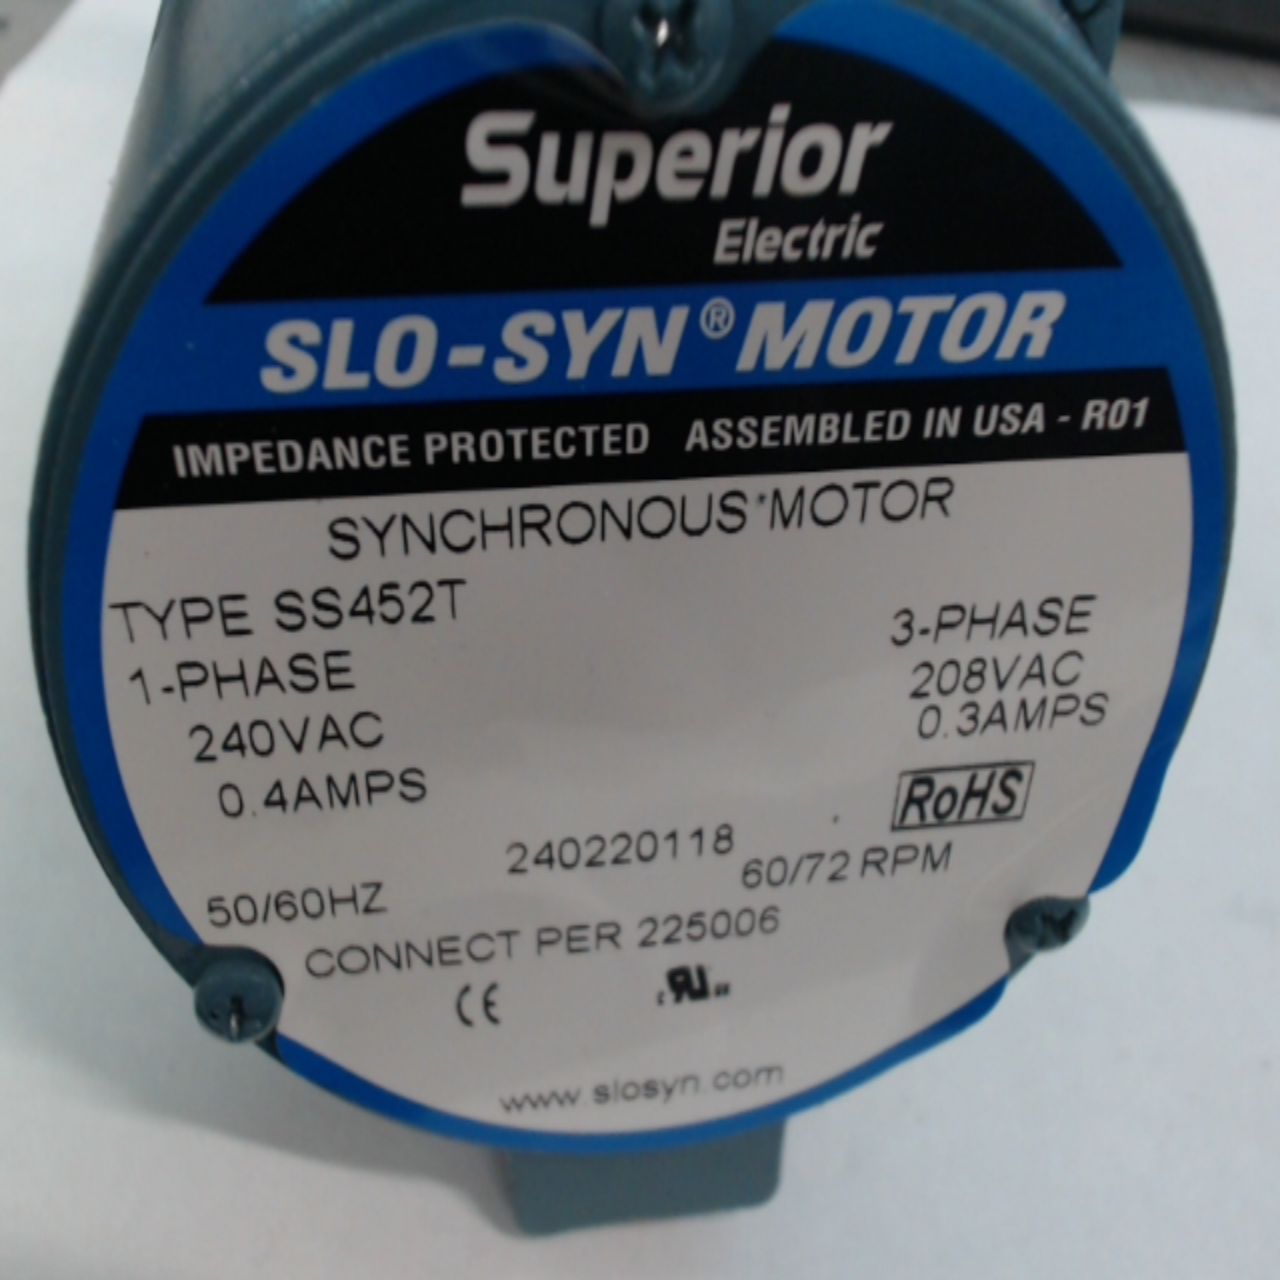 Superior
Electric
SLO-SYN® MOTOR
IMPEDANCE PROTECTED ASSEMBLED IN USA - R01
SYNCHRONOUS MOTOR
TYPE SS452T
1-PHASE
240VAC
0.4AMPS
3-PHASE
208VAC
0.3AMPS
RoHS
240220118
50/60HZ
60/72 RPM
CONNECT PER 225006
CE
www.slosyn.com